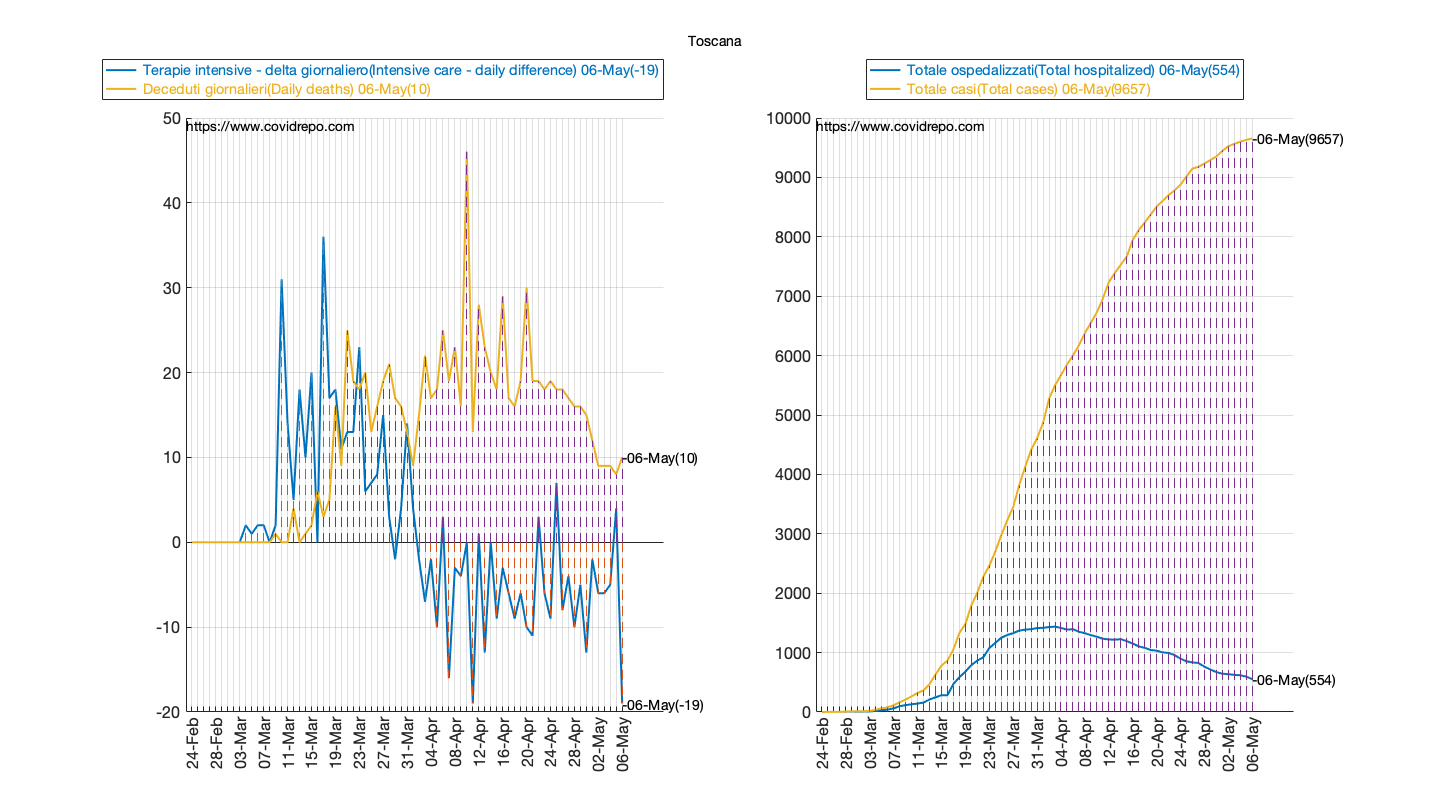 Toscana
Terapie intensive - delta giornaliero(Intensive care - daily difference) 06-May(-19)
Deceduti giornalieri(Daily deaths) 06-May(10)
https://www.covidrepo.com
50
40
30
20
10
0
-10
-20
06-May(10)
06-May(-19)
24-Feb
28-Feb
03-Mar
07-Mar
11-Mar
15-Mar
19-Mar
23-Mar
27-Mar
31-Mar
04-Apr
08-Apr
12-Apr
16-Apr
20-Apr
24-Apr
28-Apr
02-May
06-May
Totale ospedalizzati(Total hospitalized) 06-May(554)
Totale casi(Total cases) 06-May(9657)
https://www.covidrepo.com
10000
9000
8000
7000
6000
5000
4000
3000
2000
1000
0
06-May(9657)
06-May(554)
24-Feb
28-Feb
03-Mar
07-Mar
11-Mar
15-Mar
19-Mar
23-Mar
27-Mar
31-Mar
04-Apr
08-Apr
12-Apr
16-Apr
20-Apr
24-Apr
28-Apr
02-May
06-May